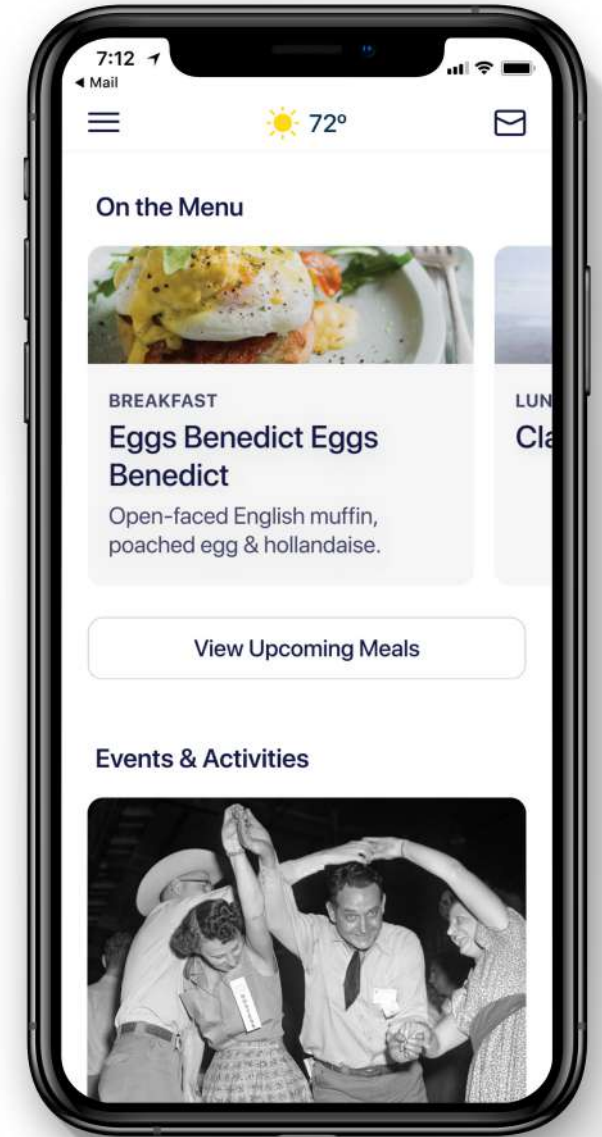 7:12
Mail
72°
On the Menu
BREAKFAST
Eggs Benedict Eggs
Benedict
Open-faced English muffin,
poached egg & hollandaise.
LUN
Cla
View Upcoming Meals
Events & Activities